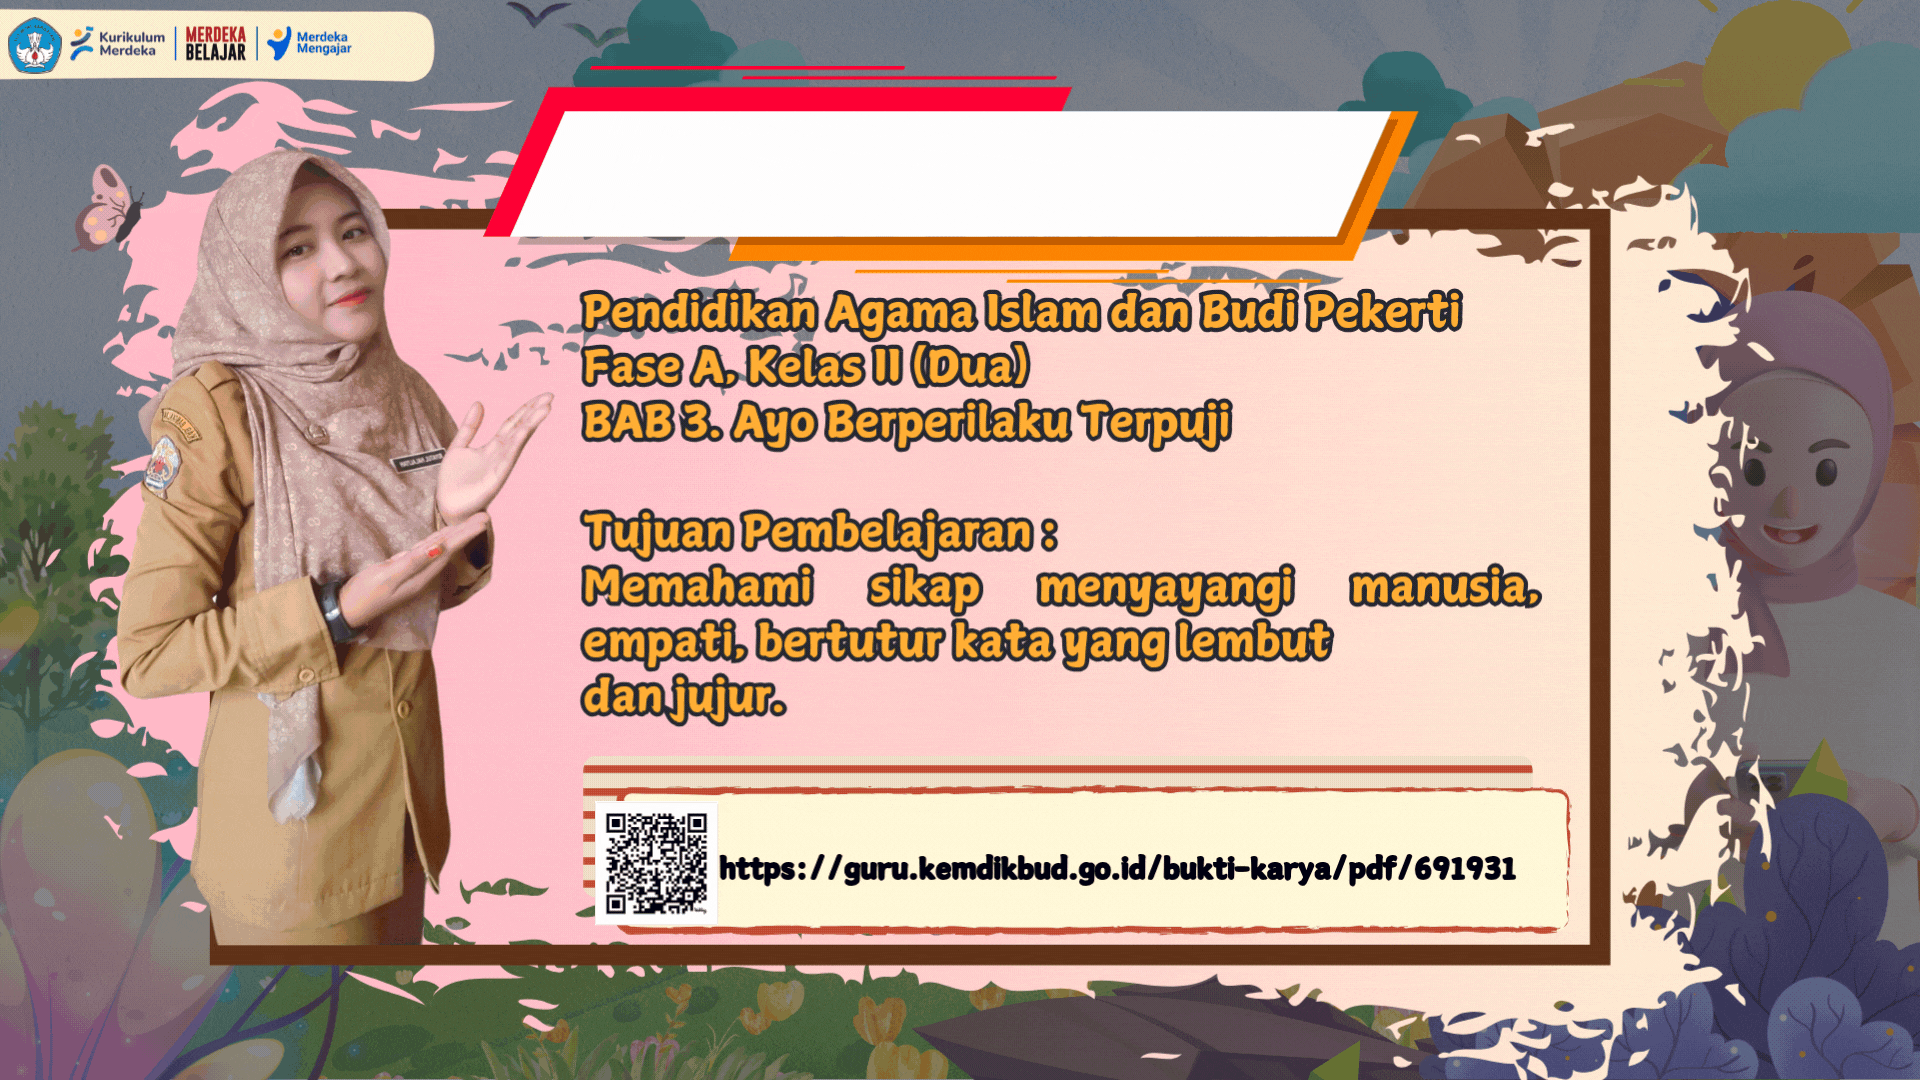 Kurikulum
Merdeka
MERDEKA
BELAJAR
Merdeka
Mengajar
Pendidikan Agama Islam dan Budi Pekerti
Fase A, Kelas II (Dua)
BAB 3. Ayo Berperilaku Terpuji
Tujuan Pembelajaran :
Memahami sikap menyayangi manusia,
empati, bertutur kata yang lembut
dan jujur.
https://guru.kemdikbud.go.id/bukti-karya/pdf/691931